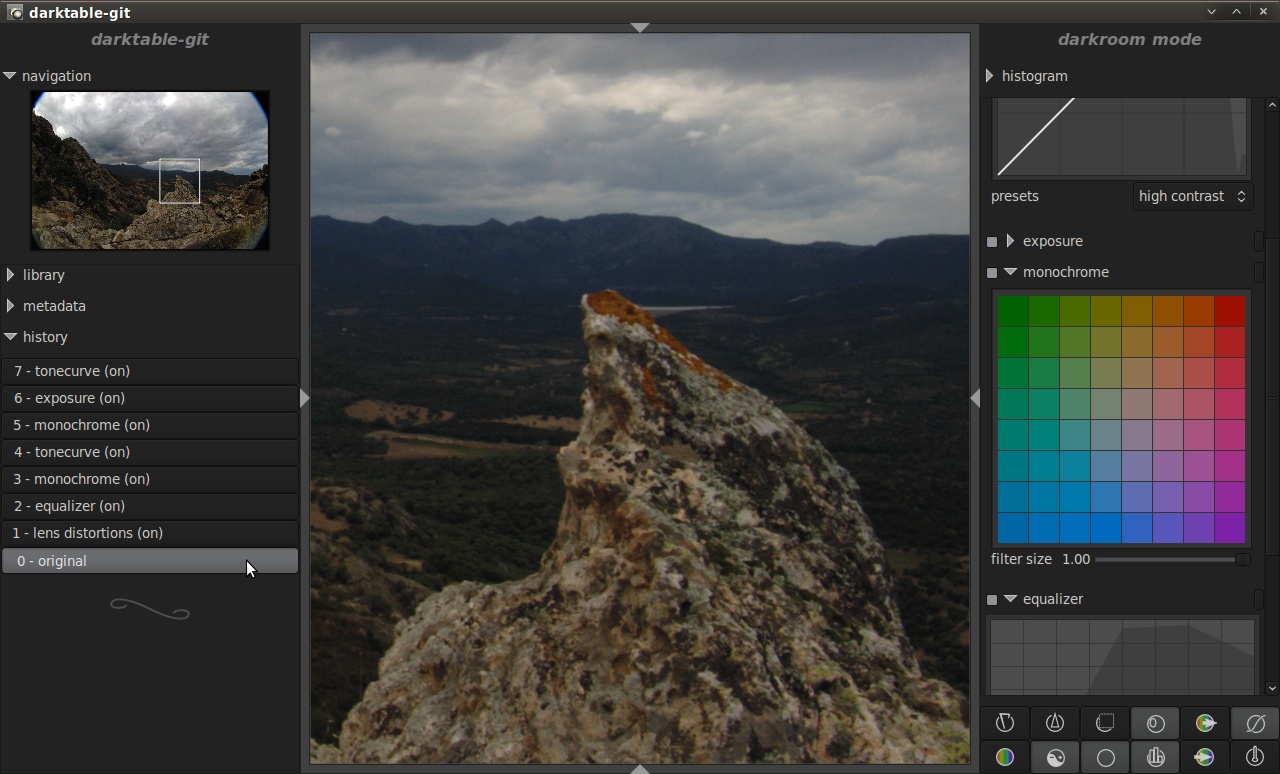 darktable-git
darktable-git
darkroom mode
navigation
histogram
presets
high contrast
exposure
library
monochrome
metadata
history
7 - tonecurve (on)
6 - exposure (on)
5 - monochrome (on)
4 - tonecurve (on)
3 - monochrome (on)
2 - equalizer (on)
1 - lens distortions (on)
0 - original
filter size 1.00
equalizer